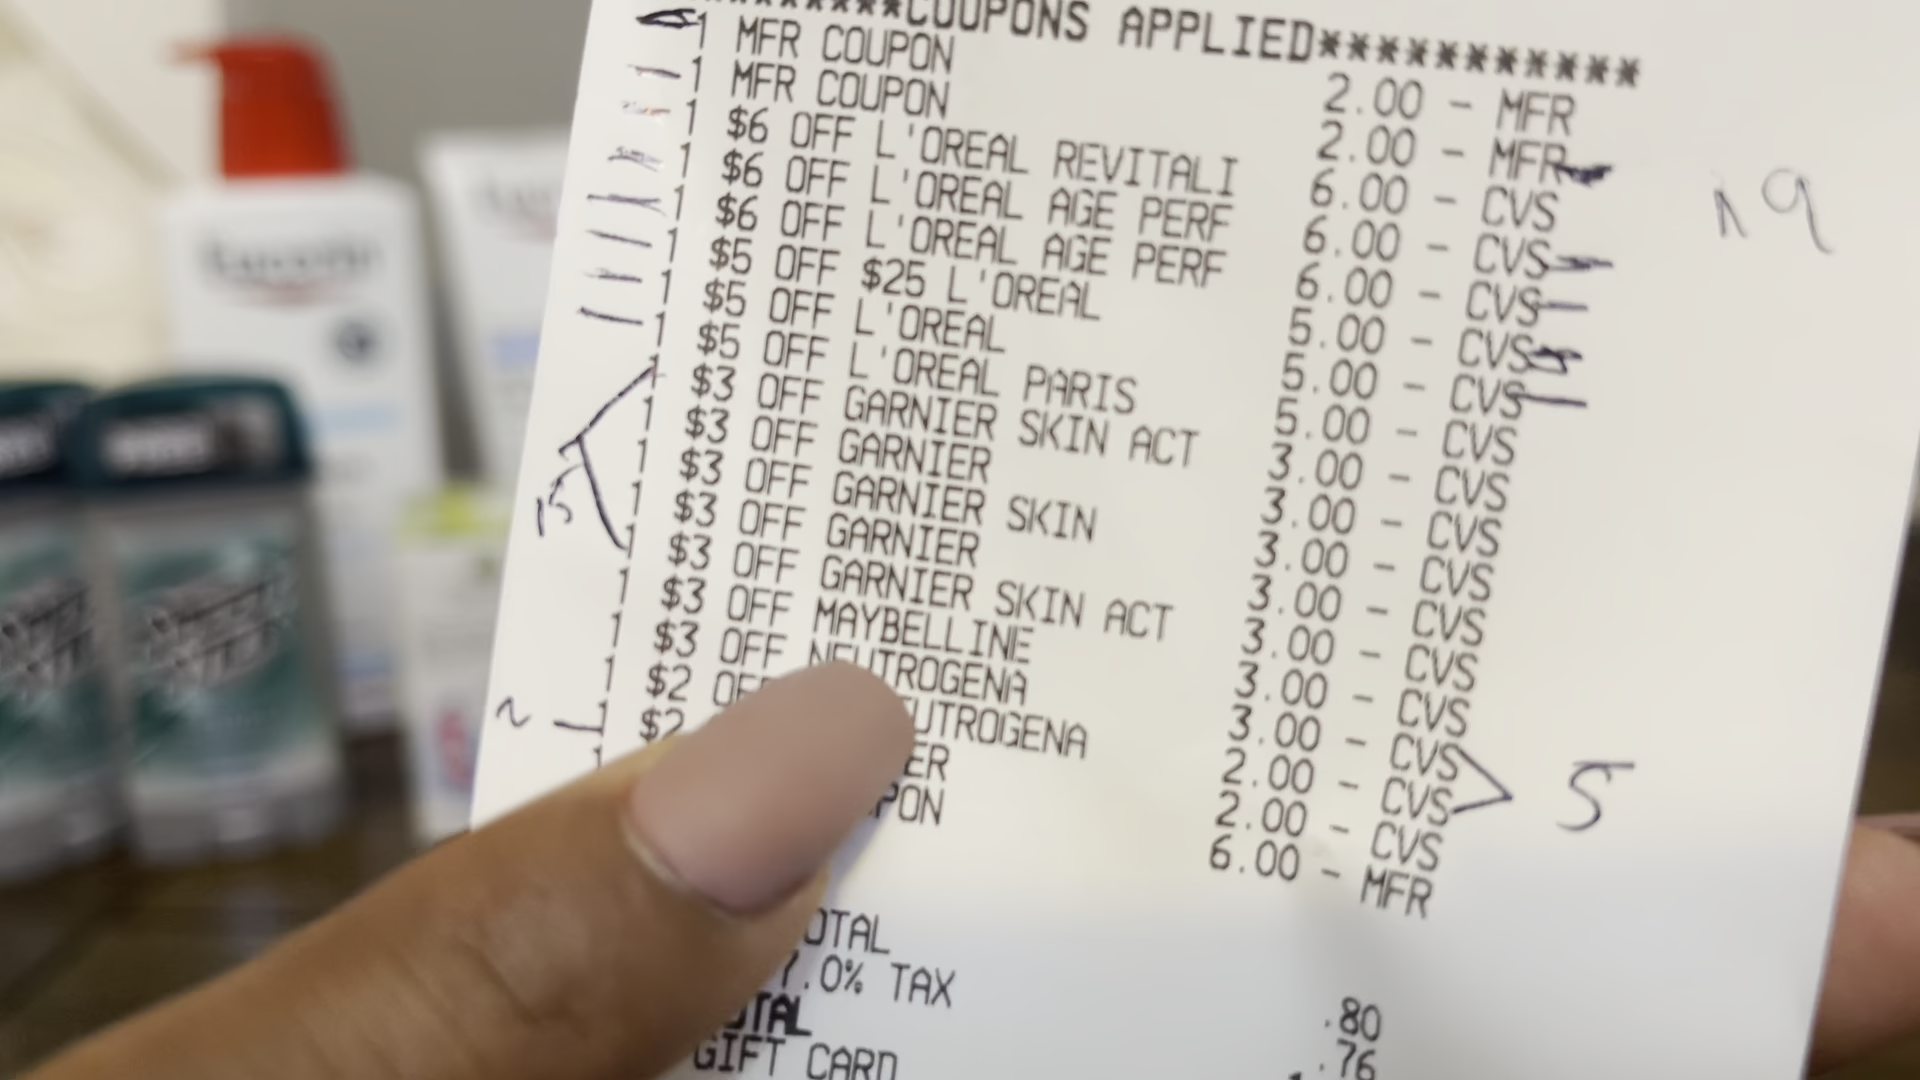 ********COUPONS APPLIED***********
1 MFR COUPON 2.00 - MFR
1 MFR COUPON 2.00 - MFR
1 $6 OFF L'OREAL REVITALI 6.00 - CVS
1 $6 OFF L'OREAL AGE PERF 6.00 - CVS
1 $6 OFF L'OREAL AGE PERF 6.00 - CVS
1 $5 OFF $25 L'OREAL 5.00 - CVS
1 $5 OFF L'OREAL 5.00 - CVS
1 $5 OFF L'OREAL PARIS 5.00 - CVS
1 $3 OFF GARNIER SKIN ACT 3.00 - CVS
1 $3 OFF GARNIER 3.00 - CVS
1 $3 OFF GARNIER SKIN 3.00 - CVS
1 $3 OFF GARNIER 3.00 - CVS
1 $3 OFF GARNIER SKIN ACT 3.00 - CVS
1 $3 OFF MAYBELLINE 3.00 - CVS
1 $3 OFF NEUTROGENA 3.00 - CVS
1 $2 OFF NEUTROGENA 2.00 - CVS
1 $2 ER 2.00 - CVS
PON 6.00 - MFR
OTAL .80
7.0% TAX .76
OTAL
GIFT CARD
19
15
2
5
Eucerin